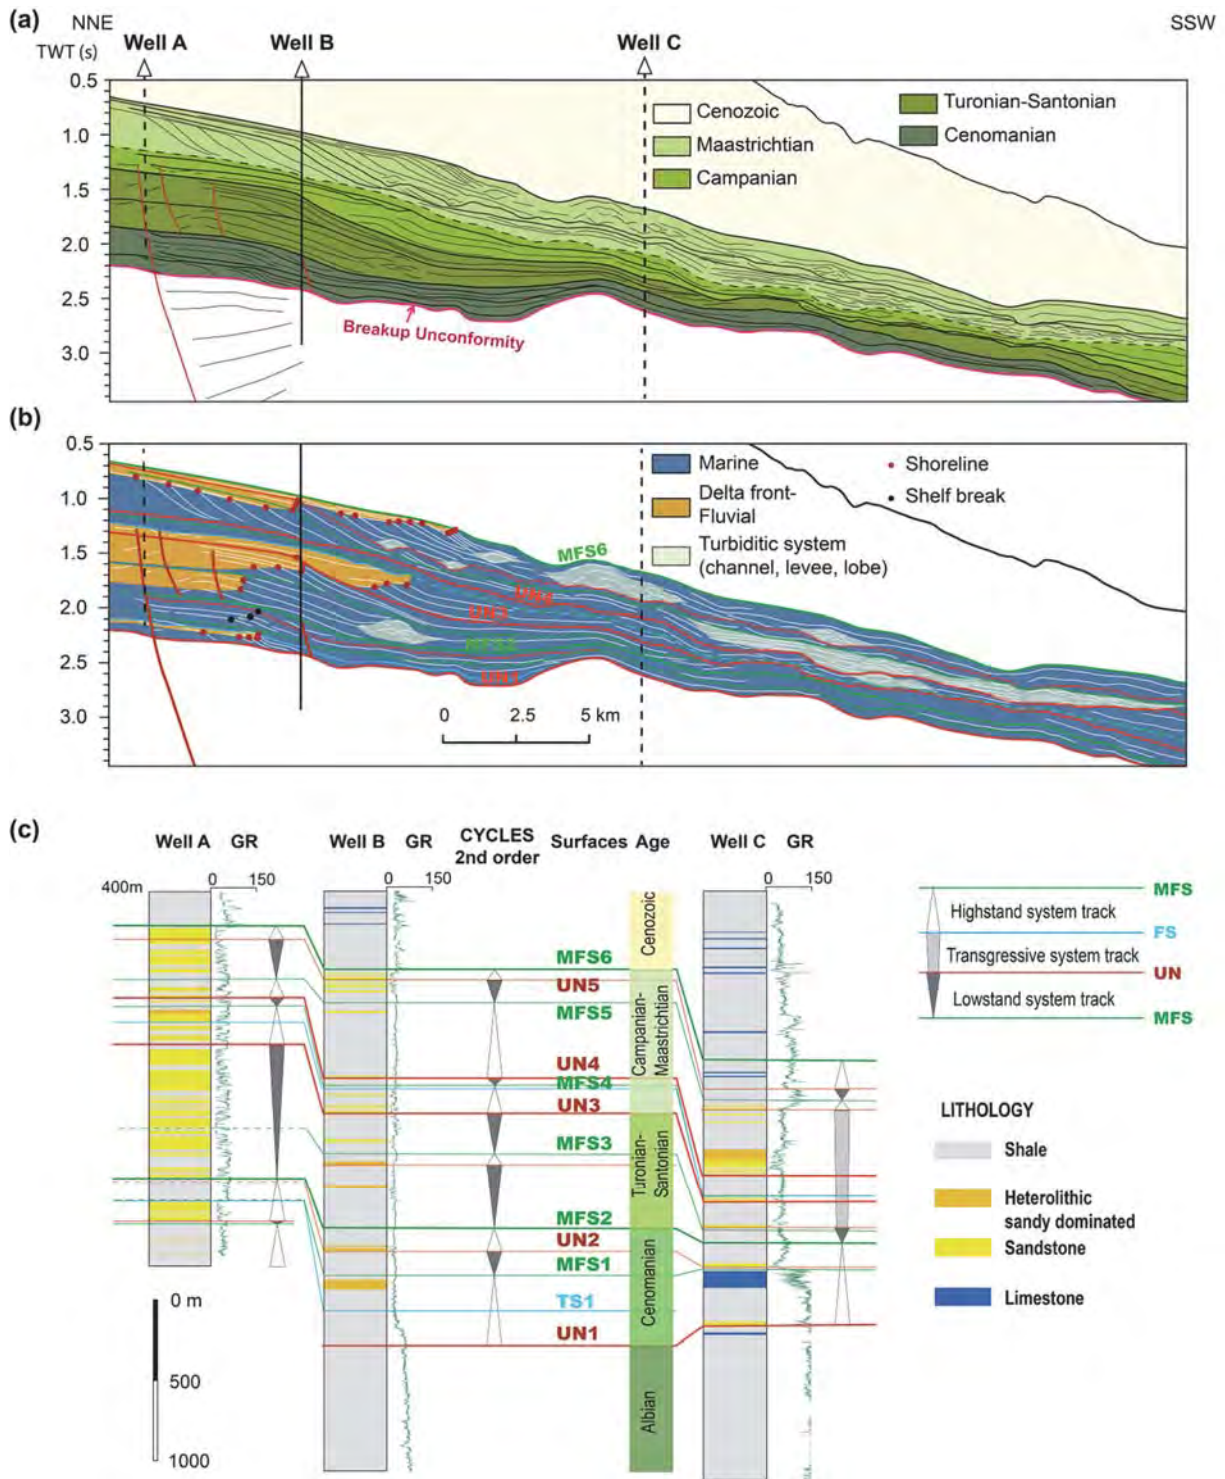 (a) NNE SSW
TWT (s) Well A Well B Well C
0.5
1.0
1.5
2.0
2.5
3.0
Cenozoic
Maastrichtian
Campanian
Turonian-Santonian
Cenomanian
Breakup Unconformity
(b)
0.5
1.0
1.5
2.0
2.5
3.0
Marine
Delta front-
Fluvial
Turbiditic system
(channel, levee, lobe)
Shoreline
Shelf break
MFS6
UN4
UN3
MFS2
UN1
0 2.5 5 km
(c)
Well A GR Well B GR CYCLES Surfaces Age Well C GR
2nd order
400m 0 150 0 150 0 150
MFS6
UN5
MFS5
UN4
MFS4
UN3
MFS3
MFS2
UN2
MFS1
TS1
UN1
Cenozoic
Campanian-
Maastrichtian
Turonian-
Santonian
Cenomanian
Albian
MFS
Highstand system track
FS
Transgressive system track
UN
Lowstand system track
MFS
LITHOLOGY
Shale
Heterolithic
sandy dominated
Sandstone
Limestone
0 m
500
1000